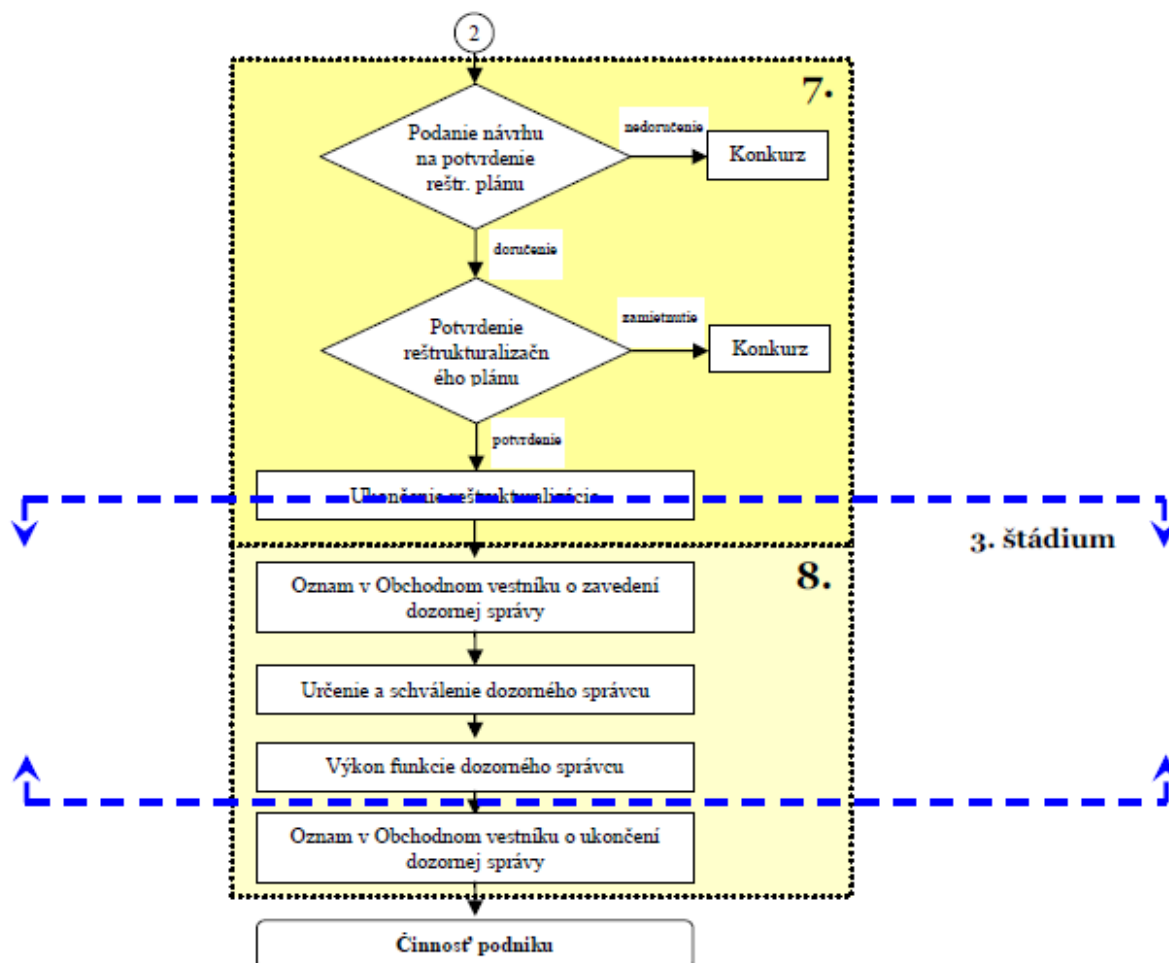 2
7.
Podanie návrhu
na potvrdenie
reštr. plánu
nedoručenie
Konkurz
doručenie
Potvrdenie
reštrukturalizačn
ého plánu
zamietnutie
Konkurz
potvrdenie
Ukončenie reštrukturalizácie
3. štádium
8.
Oznam v Obchodnom vestníku o zavedení
dozornej správy
Určenie a schválenie dozorného správcu
Výkon funkcie dozorného správcu
Oznam v Obchodnom vestníku o ukončení
dozornej správy
Činnosť podniku